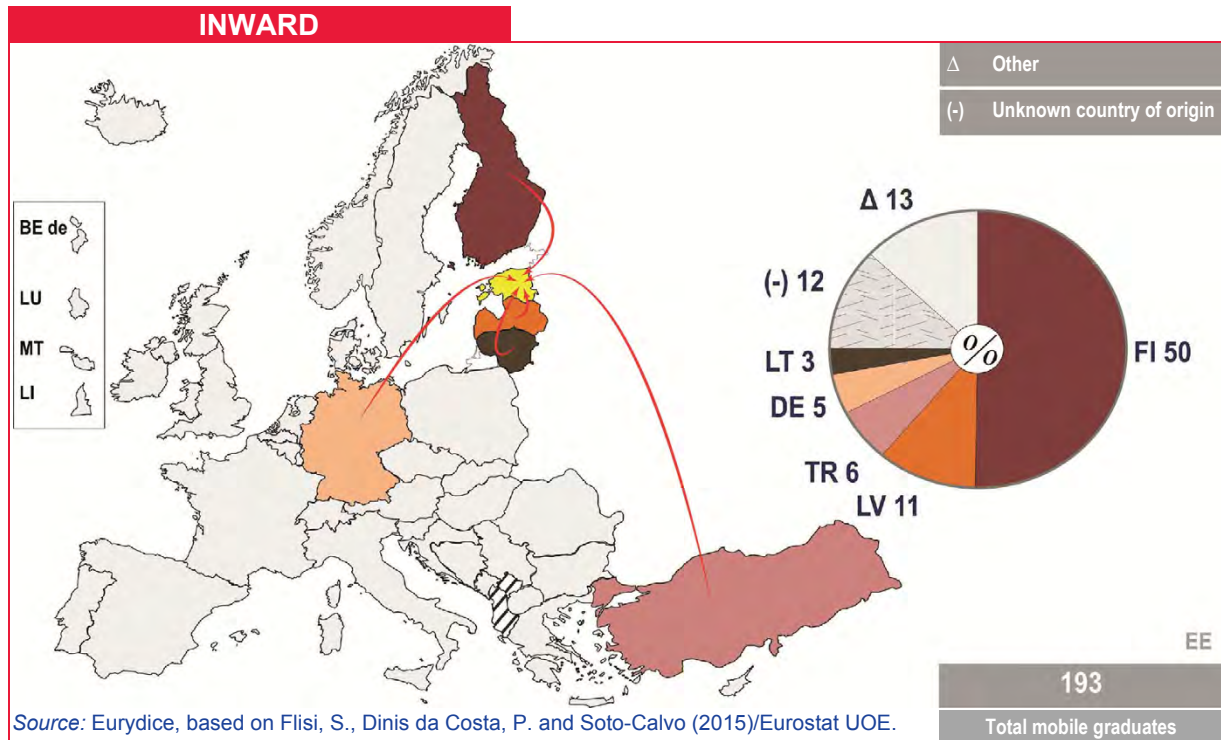 INWARD
Δ Other
(-) Unknown country of origin
BE de
LU
MT
LI
Δ 13
(-) 12
LT 3
DE 5
TR 6
LV 11
FI 50
%
EE
193
Total mobile graduates
Source: Eurydice, based on Flisi, S., Dinis da Costa, P. and Soto-Calvo (2015)/Eurostat UOE.